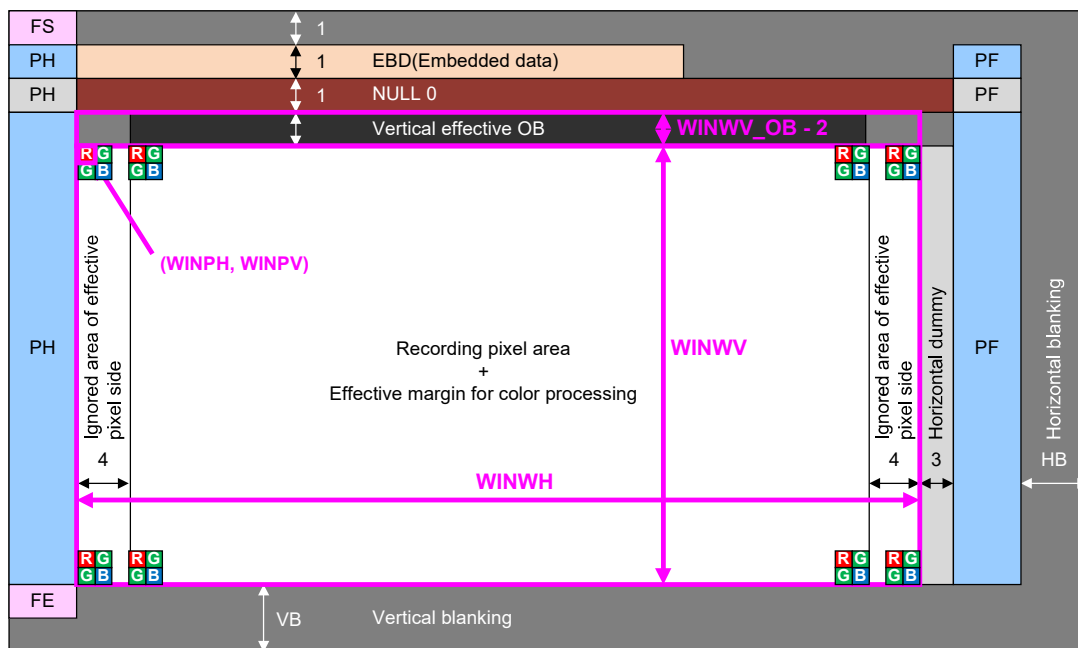 FS
1
PH
1
EBD(Embedded data)
PF
PH
1
NULL 0
PF
Vertical effective OB
WINWV_OB - 2
R G R G R G R G
G B G B G B G B
(WINPH, WINPV)
PH
Ignored area of effective
pixel side
4
Recording pixel area
+
Effective margin for color processing
WINWV
WINWH
Ignored area of effective
pixel side
4
Horizontal dummy
3
PF
Horizontal blanking
HB
R G R G R G R G
G B G B G B G B
FE
VB
Vertical blanking